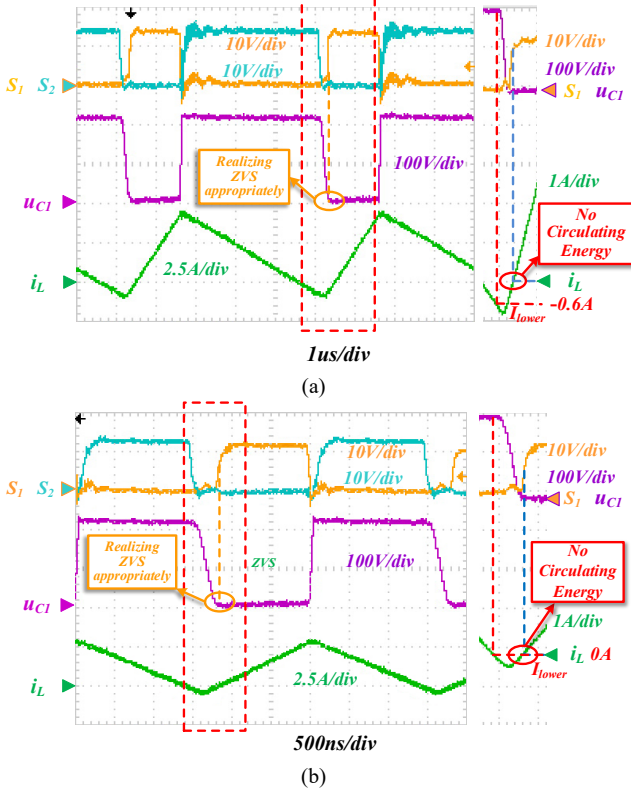 10V/div
10V/div
S1 S2
100V/div
Realizing
ZVS
appropriately
uC1
iL
2.5A/div
1us/div
10V/div
100V/div
S1 uC1
1A/div
No
Circulating
Energy
iL
-0.6A
Ilower
(a)
10V/div
10V/div
S1 S2
Realizing
ZVS
appropriately
ZVS
100V/div
uC1
iL
2.5A/div
500ns/div
10V/div
100V/div
S1 uC1
No
Circulating
Energy
1A/div
iL 0A
Ilower
(b)